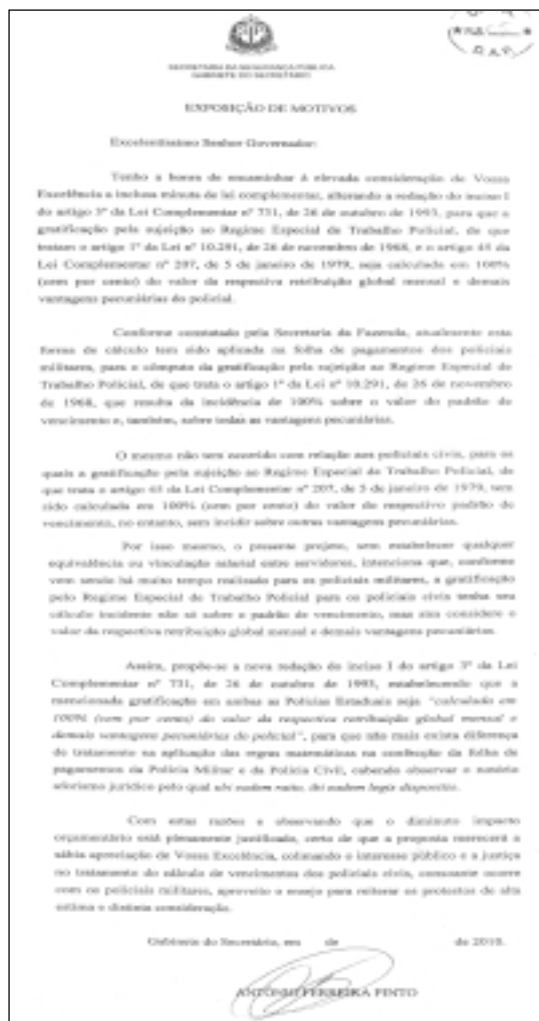 SECRETARIA DA SEGURANÇA PÚBLICA
GABINETE DO SECRETÁRIO
EXPOSIÇÃO DE MOTIVOS
Excelentíssimo Senhor Governador:
Tenho a honra de encaminhar à elevada consideração de Vossa
Excelência a inclusa minuta de lei complementar, alterando a redação do inciso I
do artigo 3º da Lei Complementar nº 731, de 26 de outubro de 1993, para que a
gratificação pela sujeição ao Regime Especial de Trabalho Policial, de que
tratam o artigo 1º da Lei nº 10.291, de 26 de novembro de 1968, e o artigo 45 da
Lei Complementar nº 207, de 5 de janeiro de 1979, seja calculada em 100%
(cem por cento) do valor da respectiva retribuição global mensal e demais
vantagens pecuniárias do policial.
Conforme constatado pela Secretaria da Fazenda, atualmente esta
forma de cálculo tem sido aplicada na folha de pagamentos dos policiais
militares, para o cômputo da gratificação pela sujeição ao Regime Especial de
Trabalho Policial, de que trata o artigo 1º da Lei nº 10.291, de 26 de novembro
de 1968, que resulta da incidência de 100% sobre o valor do padrão de
vencimento e, também, sobre todas as vantagens pecuniárias.
O mesmo não tem ocorrido com relação aos policiais civis, para os
quais a gratificação pela sujeição ao Regime Especial de Trabalho Policial, de
que trata o artigo 45 da Lei Complementar nº 207, de 5 de janeiro de 1979, tem
sido calculada em 100% (cem por cento) do valor do respectivo padrão de
vencimento, no entanto, sem incidir sobre outras vantagens pecuniárias.
Por isso mesmo, o presente projeto, sem estabelecer qualquer
equivalência ou vinculação salarial entre servidores, intenciona que, conforme
vem sendo há muito tempo realizado para os policiais militares, a gratificação
pelo Regime Especial de Trabalho Policial para os policiais civis tenha seu
cálculo incidente não só sobre o padrão de vencimento, mas sim considere o
valor da respectiva retribuição global mensal e demais vantagens pecuniárias.
Assim, propõe-se a nova redação do inciso I do artigo 3º da Lei
Complementar nº 731, de 26 de outubro de 1993, estabelecendo que a
mencionada gratificação em ambas as Polícias Estaduais seja "calculada em
100% (cem por cento) do valor da respectiva retribuição global mensal e
demais vantagens pecuniárias do policial", para que não mais exista diferença
de tratamento na aplicação das regras matemáticas na confecção da folha de
pagamentos da Polícia Militar e da Polícia Civil, cabendo observar o notório
aforismo jurídico pelo qual ubi eadem ratio, ibi eadem legis dispositio.
Com estas razões e observando que o diminuto impacto
orçamentário está plenamente justificado, certo de que a proposta merecerá a
sábia apreciação de Vossa Excelência, colimando o interesse público e a justiça
no tratamento do cálculo de vencimentos dos policiais civis, consoante ocorre
com os policiais militares, aproveito o ensejo para reiterar os protestos de alta
estima e distinta consideração.
Gabinete do Secretário, em de de 2010.
ANTONIO FERREIRA PINTO